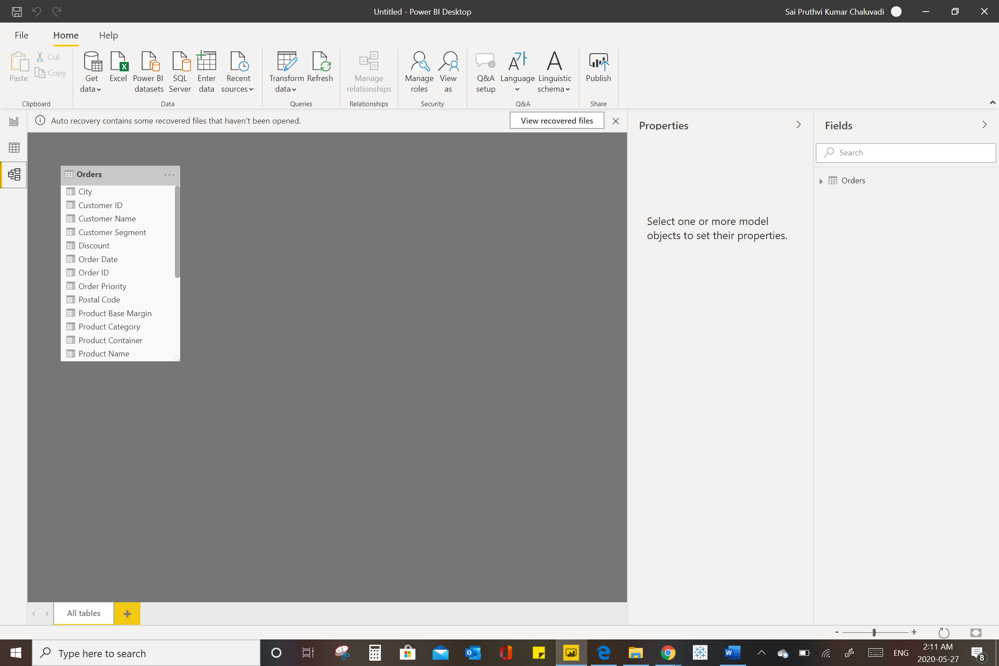 Untitled - Power BI Desktop
Sai Pruthvi Kumar Chaluvadi
File
Home
Help
Paste
Cut
Copy
Clipboard
Get
data
Excel
Power BI
datasets
SQL
Server
Enter
data
Recent
sources
Data
Transform
data
Refresh
Queries
Manage
relationships
Relationships
Manage
roles
View
as
Security
Q&A
setup
Language
Linguistic
schema
Q&A
Publish
Share
Auto recovery contains some recovered files that haven't been opened.
View recovered files
Orders
City
Customer ID
Customer Name
Customer Segment
Discount
Order Date
Order ID
Order Priority
Postal Code
Product Base Margin
Product Category
Product Container
Product Name
Properties
Select one or more model
objects to set their properties.
Fields
Search
Orders
All tables
Type here to search
ENG
2:11 AM
2020-05-27
8